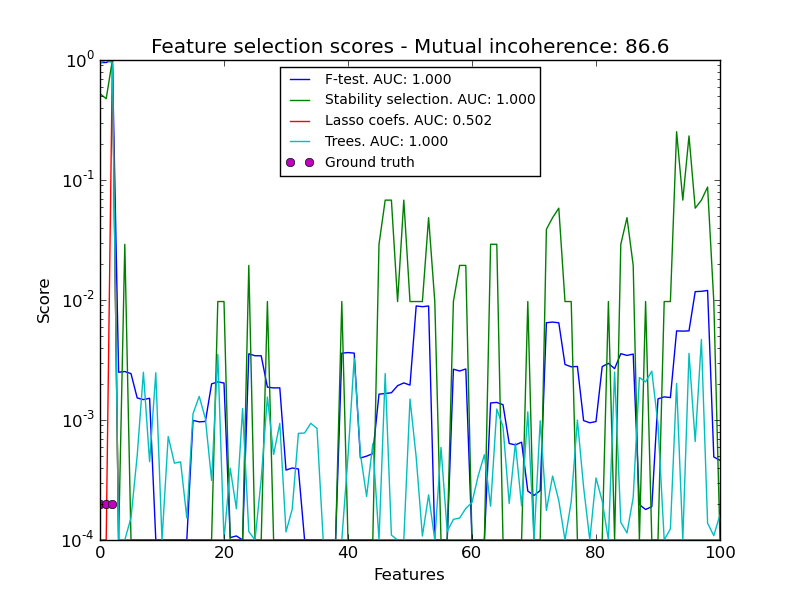 Feature selection scores - Mutual incoherence: 86.6
10^0
10^-1
10^-2
10^-3
10^-4
Score
F-test. AUC: 1.000
Stability selection. AUC: 1.000
Lasso coefs. AUC: 0.502
Trees. AUC: 1.000
Ground truth
0 20 40 60 80 100
Features